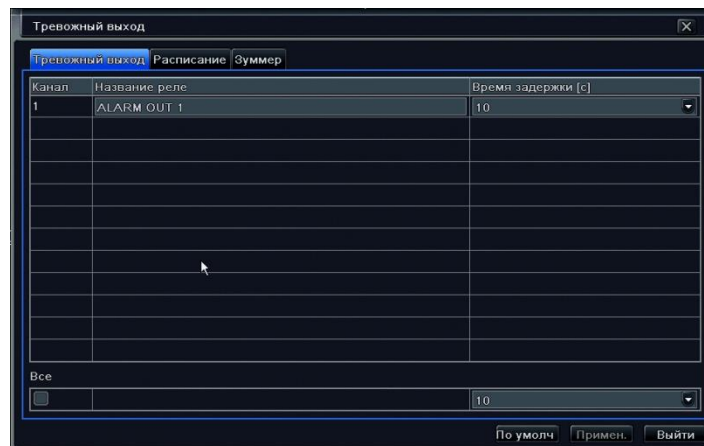 Тревожный выход
Тревожный выход Расписание Зуммер
Канал Название реле Время задержки [с]
1 ALARM OUT 1 10
Все
10
По умолч Примен. Выйти